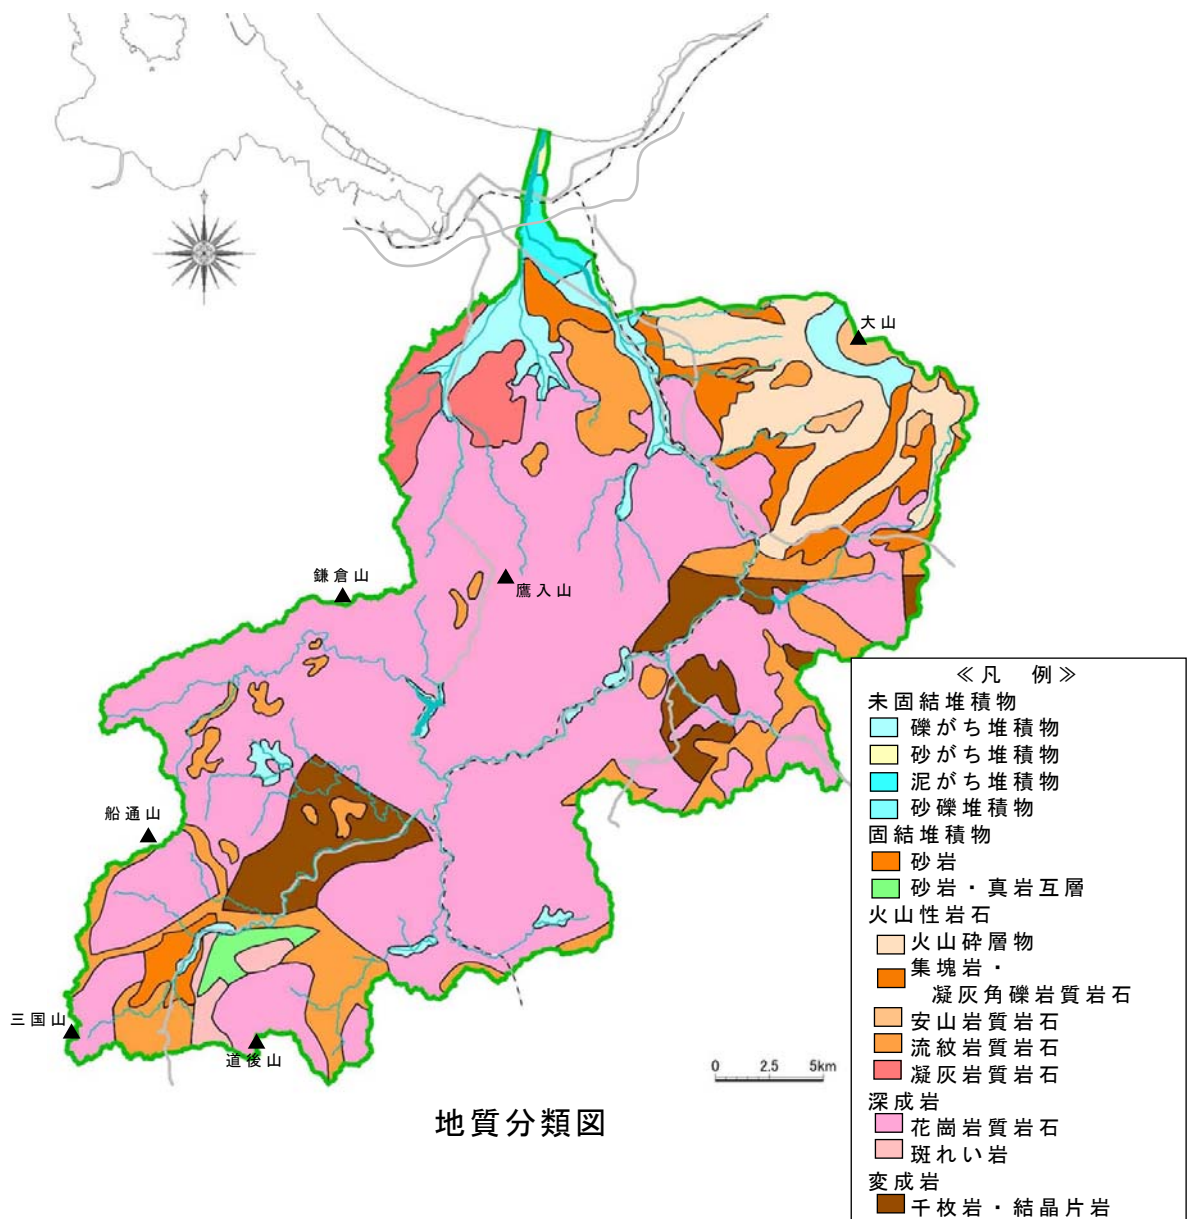 大山
鎌倉山
鷹入山
船通山
三国山
道後山
0 2.5 5km
地質分類図
≪凡 例≫
未固結堆積物
礫がち堆積物
砂がち堆積物
泥がち堆積物
砂礫堆積物
固結堆積物
砂岩
砂岩・真岩互層
火山性岩石
火山砕層物
集塊岩・
凝灰角礫岩質岩石
安山岩質岩石
流紋岩質岩石
凝灰岩質岩石
深成岩
花崗岩質岩石
斑れい岩
変成岩
千枚岩・結晶片岩